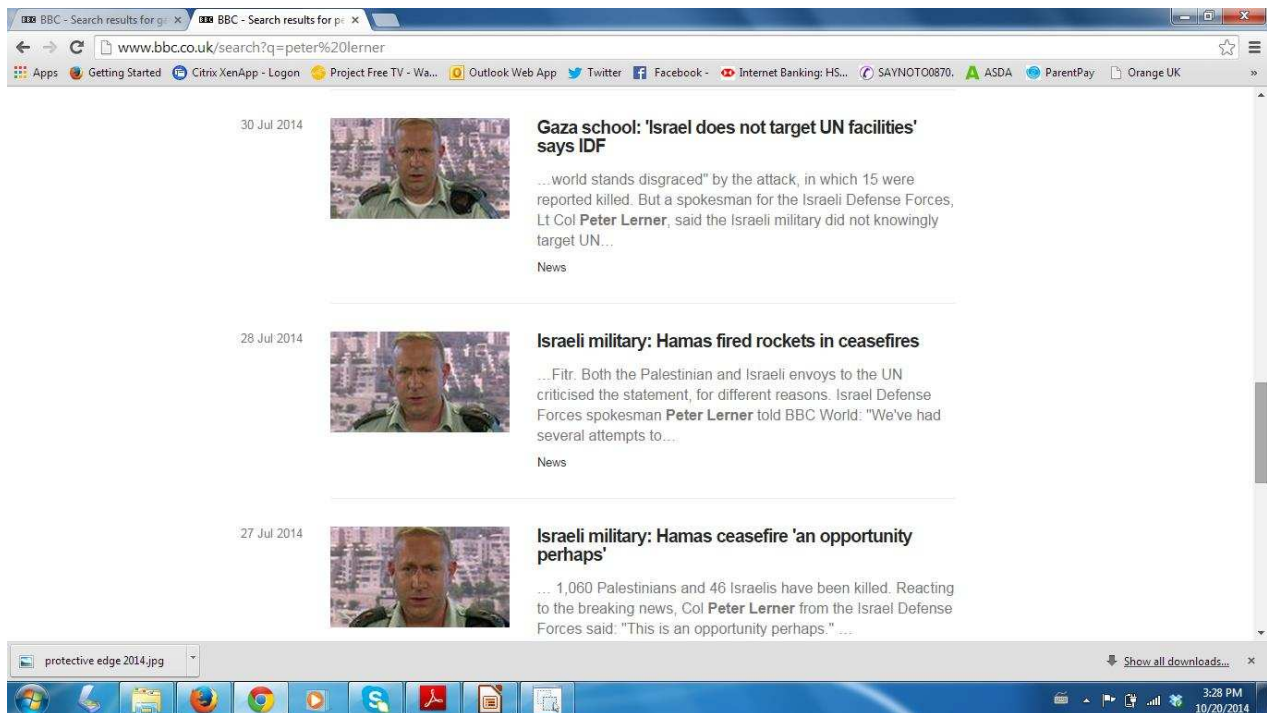 BBC - Search results for ga
BBC - Search results for pe
www.bbc.co.uk/search?q=peter%20lerner
Apps Getting Started Citrix XenApp - Logon Project Free TV - Wa... Outlook Web App Twitter Facebook - Internet Banking: HS... SAYNOTO0870. ASDA ParentPay Orange UK »
30 Jul 2014
Gaza school: 'Israel does not target UN facilities'
says IDF
…world stands disgraced" by the attack, in which 15 were
reported killed. But a spokesman for the Israeli Defense Forces,
Lt Col Peter Lerner, said the Israeli military did not knowingly
target UN…
News
28 Jul 2014
Israeli military: Hamas fired rockets in ceasefires
…Fitr. Both the Palestinian and Israeli envoys to the UN
criticised the statement, for different reasons. Israel Defense
Forces spokesman Peter Lerner told BBC World: "We've had
several attempts to…
News
27 Jul 2014
Israeli military: Hamas ceasefire 'an opportunity
perhaps'
… 1,060 Palestinians and 46 Israelis have been killed. Reacting
to the breaking news, Col Peter Lerner from the Israel Defense
Forces said: "This is an opportunity perhaps." …
protective edge 2014.jpg
Show all downloads...
3:28 PM
10/20/2014